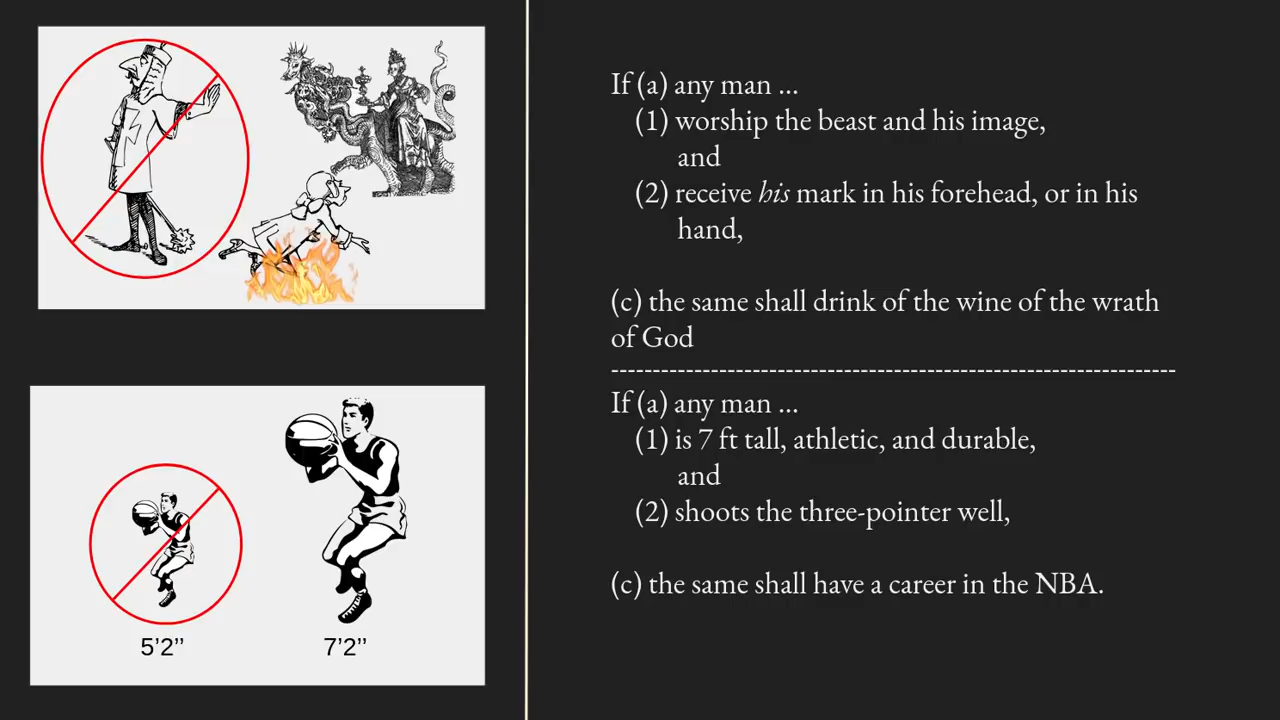 If (a) any man ...
(1) worship the beast and his image,
and
(2) receive his mark in his forehead, or in his
hand,
(c) the same shall drink of the wine of the wrath
of God
--------------------------------------------------------------------
If (a) any man ...
(1) is 7 ft tall, athletic, and durable,
and
(2) shoots the three-pointer well,
(c) the same shall have a career in the NBA.
5’2’’ 7’2’’